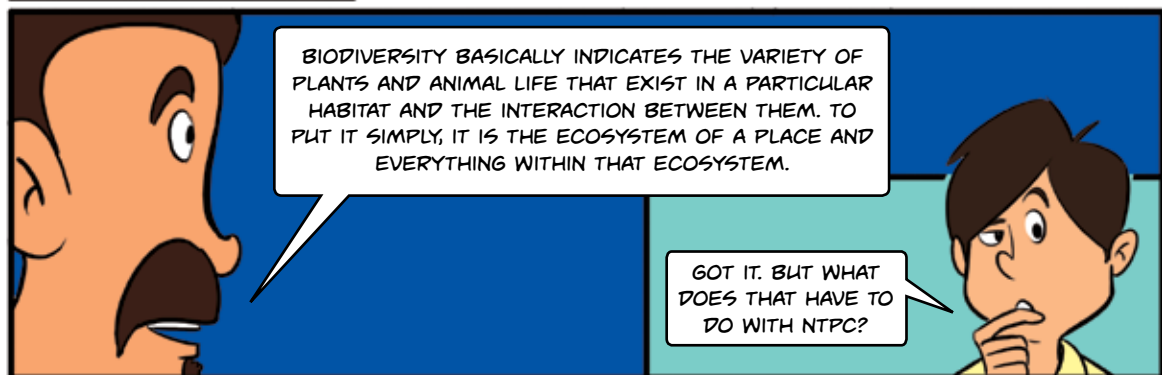 BIODIVERSITY BASICALLY INDICATES THE VARIETY OF
PLANTS AND ANIMAL LIFE THAT EXIST IN A PARTICULAR
HABITAT AND THE INTERACTION BETWEEN THEM. TO
PUT IT SIMPLY, IT IS THE ECOSYSTEM OF A PLACE AND
EVERYTHING WITHIN THAT ECOSYSTEM.
GOT IT. BUT WHAT
DOES THAT HAVE TO
DO WITH NTPC?